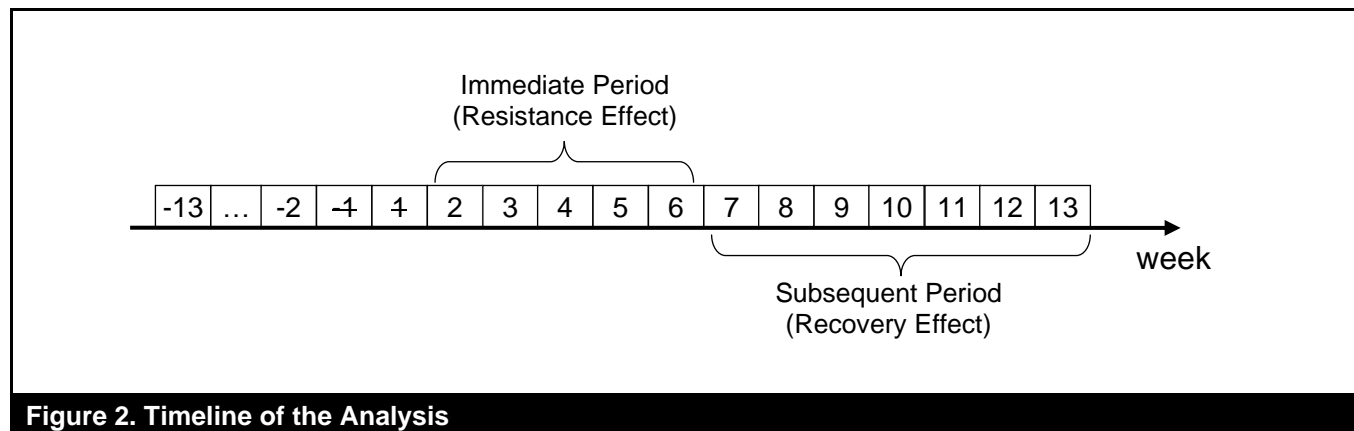 Immediate Period
(Resistance Effect)
-13 … -2 -1 1 2 3 4 5 6 7 8 9 10 11 12 13
week
Subsequent Period
(Recovery Effect)
Figure 2. Timeline of the Analysis